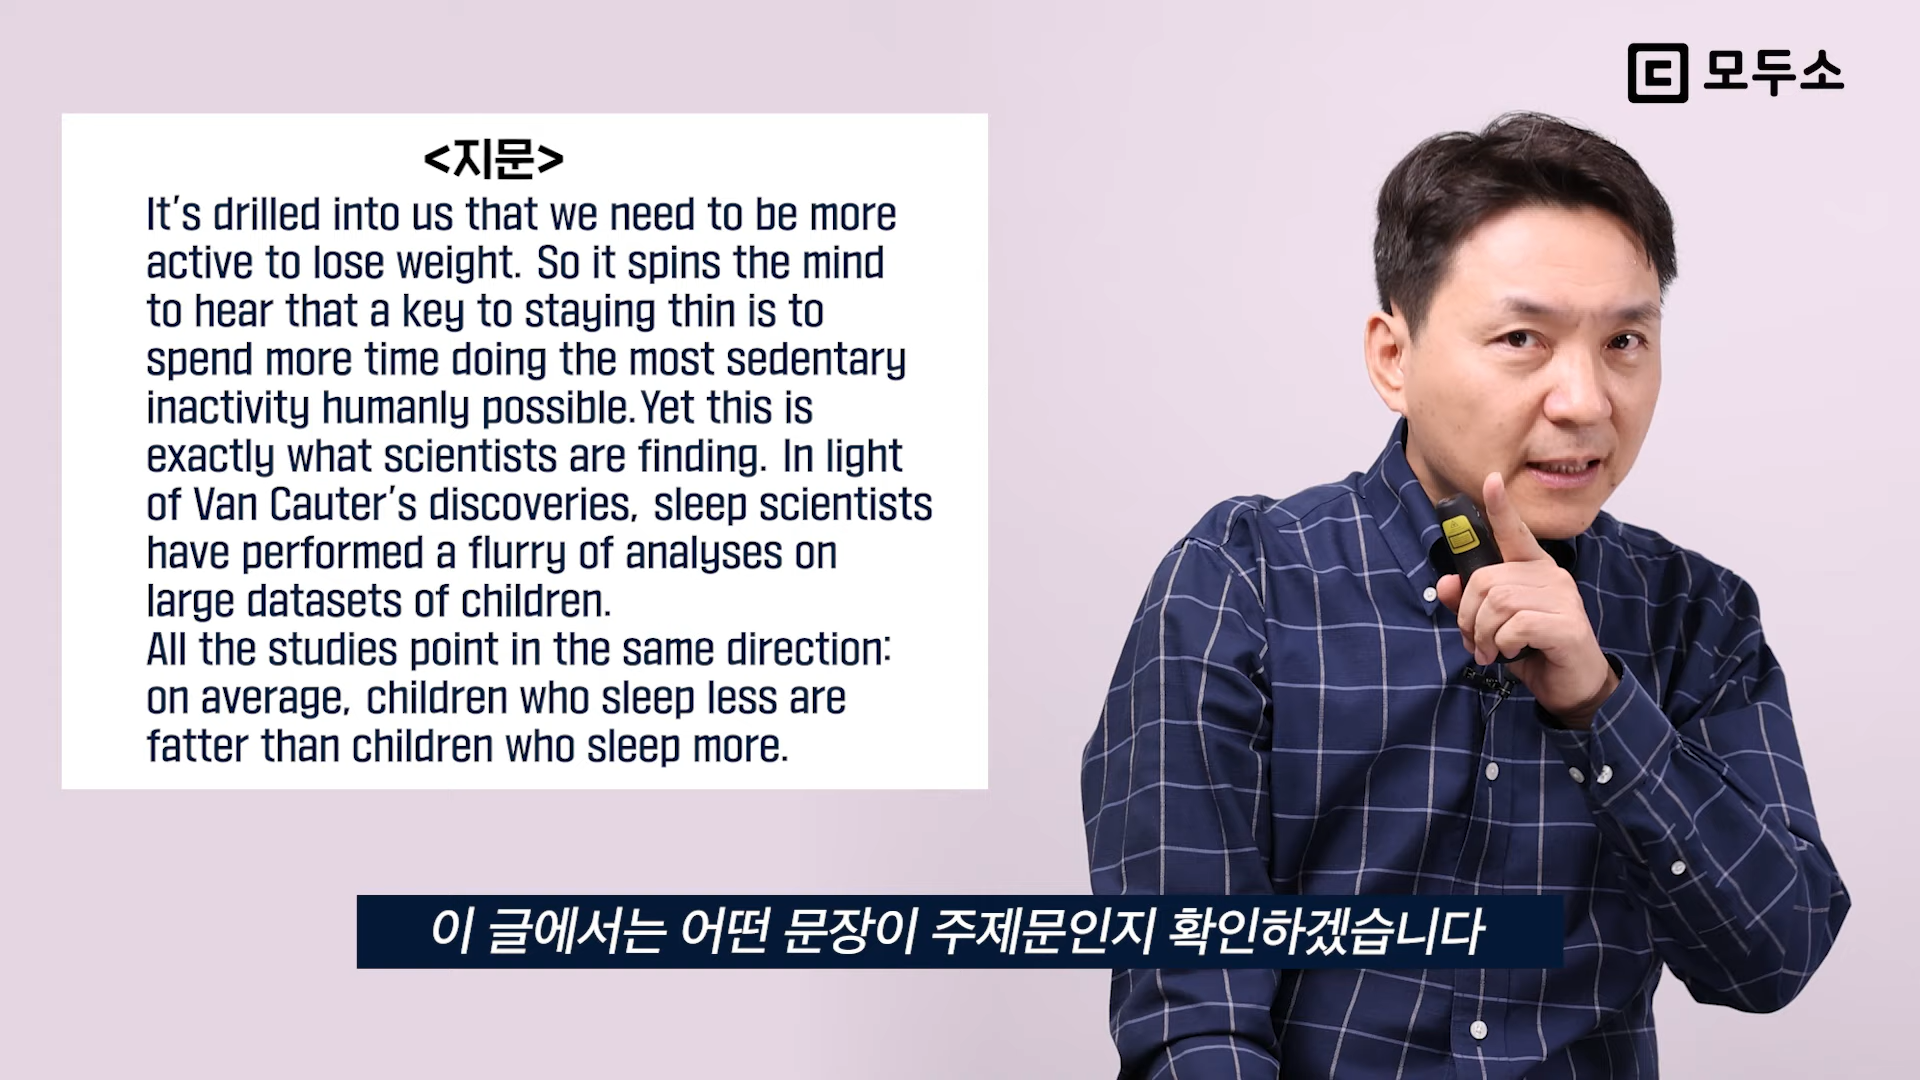 모두소
<지문>
It's drilled into us that we need to be more
active to lose weight. So it spins the mind
to hear that a key to staying thin is to
spend more time doing the most sedentary
inactivity humanly possible. Yet this is
exactly what scientists are finding. In light
of Van Cauter's discoveries, sleep scientists
have performed a flurry of analyses on
large datasets of children.
All the studies point in the same direction:
on average, children who sleep less are
fatter than children who sleep more.
이 글에서는 어떤 문장이 주제문인지 확인하겠습니다